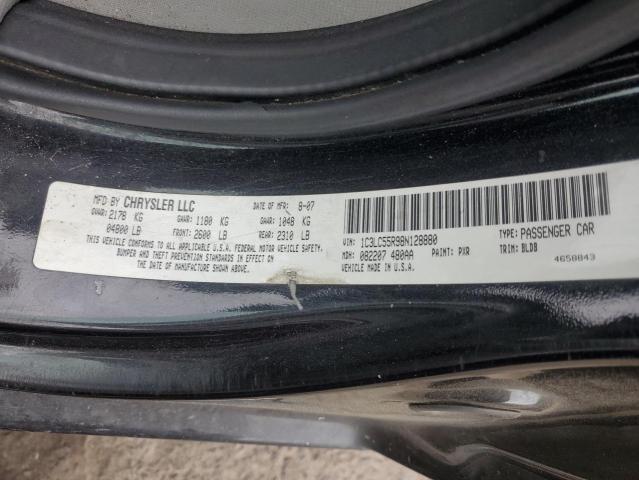 MFD BY CHRYSLER LLC DATE OF MFR 8-07
GVWR: 2178 KG GAWR 1180 KG GAWR 1048 KG
04800 LB FRONT: 2600 LB REAR: 2310 LB
THIS VEHICLE CONFORMS TO ALL APPLICABLE U.S.A. FEDERAL MOTOR VEHICLE SAFETY,
BUMPER AND THEFT PREVENTION STANDARDS IN EFFECT ON
THE DATE OF MANUFACTURE SHOWN ABOVE.
VIN: 1C3LC55R98N128880 TYPE: PASSENGER CAR
MDH: 082207 480AA PAINT: PXR TRIM: BLDB
VEHICLE MADE IN U.S.A. 4658843